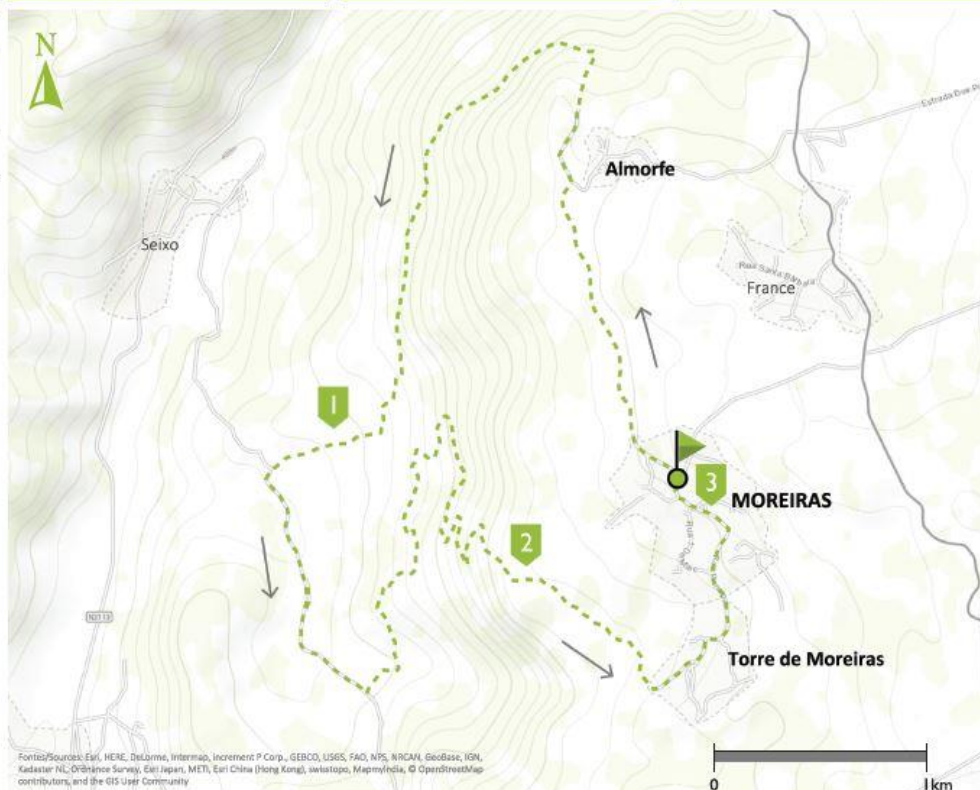 N
Estrada Das
Almorfe
Seixo
Rua Santa Bárbara
France
1
3
MOREIRAS
2
Torre de Moreiras
Fontes/Sources: Esri, HERE, DeLorme, Intermap, increment P Corp., GEBCO, USGS, FAO, NPS, NRCAN, GeoBase, IGN,
Kadaster NL, Ordnance Survey, Esri Japan, METI, Esri China (Hong Kong), swisstopo, MapmyIndia, © OpenStreetMap
contributors, and the GIS User Community
0 1km